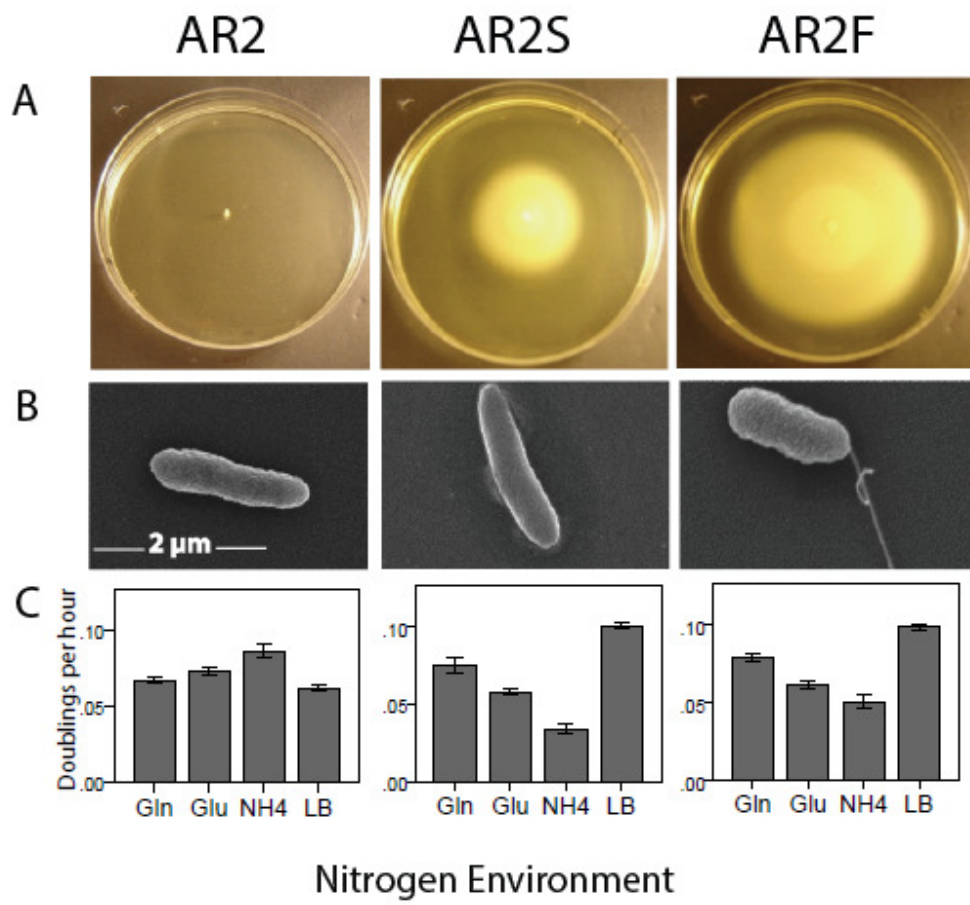 AR2 AR2S AR2F
A
B
2 µm
C
Doublings per hour
.10 .10 .10
.05 .05 .05
.00 .00 .00
Gln Glu NH4 LB Gln Glu NH4 LB Gln Glu NH4 LB
Nitrogen Environment